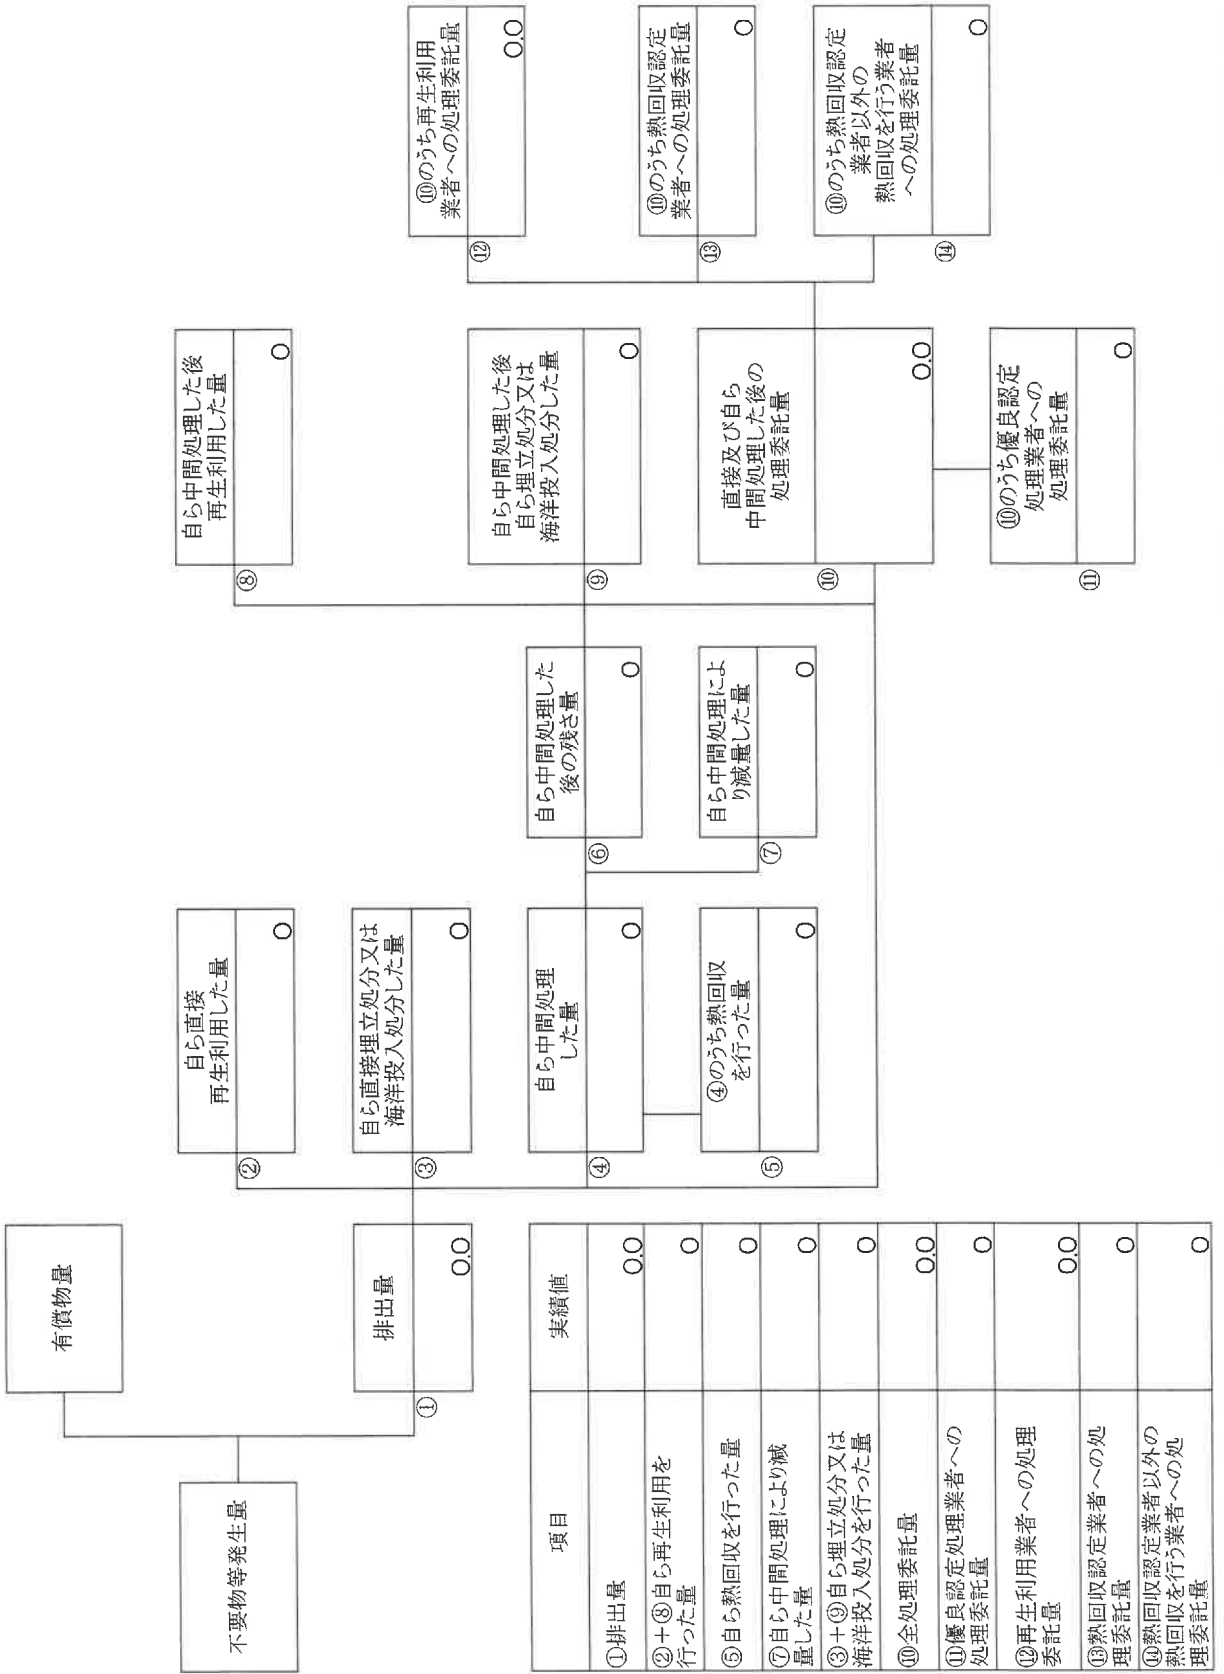 不要物等発生量
有償物量
排出量
①
0.0
自ら直接
再生利用した量
②
0
自ら直接埋立処分又は
海洋投入処分した量
③
0
自ら中間処理
した量
④
0
④のうち熱回収
を行った量
⑤
0
自ら中間処理した
後の残さ量
⑥
0
自ら中間処理によ
り減量した量
⑦
0
自ら中間処理した後
再生利用した量
⑧
0
自ら中間処理した後
自ら埋立処分又は
海洋投入処分した量
⑨
0
直接及び自ら
中間処理した後の
処理委託量
⑩
0.0
⑩のうち優良認定
処理業者への
処理委託量
⑪
0
⑩のうち再生利用
業者への処理委託量
⑫
0.0
⑩のうち熱回収認定
業者への処理委託量
⑬
0
⑩のうち熱回収認定
業者以外の
熱回収を行う業者
への処理委託量
⑭
0
項目 実績値
①排出量 0.0
②+⑧自ら再生利用を
行った量 0
⑤自ら熱回収を行った量 0
⑦自ら中間処理により減
量した量 0
③+⑨自ら埋立処分又は
海洋投入処分を行った量 0
⑩全処理委託量 0.0
⑪優良認定処理業者への
処理委託量 0
⑫再生利用業者への処理
委託量 0.0
⑬熱回収認定業者への処
理委託量 0
⑭熱回収認定業者以外の
熱回収を行う業者への処
理委託量 0